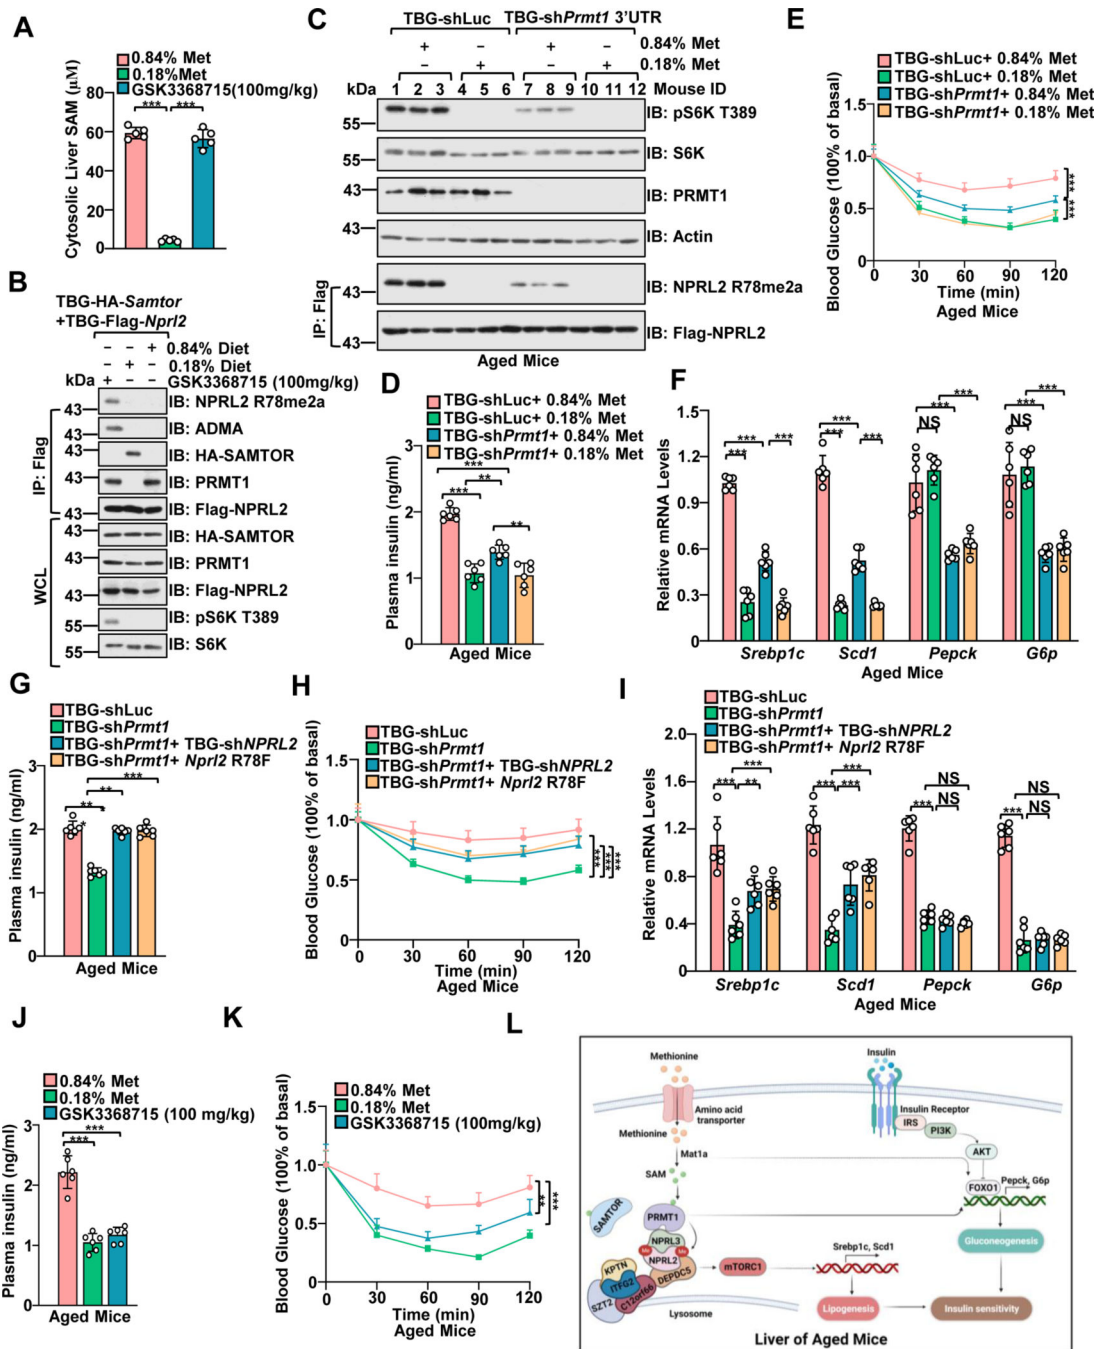 A
0.84% Met
0.18%Met
GSK3368715(100mg/kg)
Cytosolic Liver SAM (µM)
80
60
40
20
0
*** ***
B
TBG-HA-Samtor
+TBG-Flag-Nprl2
− − + 0.84% Diet
− + − 0.18% Diet
+ − − GSK3368715 (100mg/kg)
kDa
43 IB: NPRL2 R78me2a
43 IB: ADMA
43 IB: HA-SAMTOR
43 IB: PRMT1
43 IB: Flag-NPRL2
IP: Flag
43 IB: HA-SAMTOR
43 IB: PRMT1
43 IB: Flag-NPRL2
55 IB: pS6K T389
55 IB: S6K
WCL
C
TBG-shLuc TBG-shPrmt1 3'UTR
+ − + − 0.84% Met
− + − + 0.18% Met
kDa 1 2 3 4 5 6 7 8 9 10 11 12 Mouse ID
55 IB: pS6K T389
55 IB: S6K
43 IB: PRMT1
43 IB: Actin
43 IB: NPRL2 R78me2a
43 IB: Flag-NPRL2
IP: Flag
Aged Mice
D
TBG-shLuc+ 0.84% Met
TBG-shLuc+ 0.18% Met
TBG-shPrmt1+ 0.84% Met
TBG-shPrmt1+ 0.18% Met
Plasma insulin (ng/ml)
3
2
1
0
***
**
***
**
Aged Mice
E
TBG-shLuc+ 0.84% Met
TBG-shLuc+ 0.18% Met
TBG-shPrmt1+ 0.84% Met
TBG-shPrmt1+ 0.18% Met
Blood Glucose (100% of basal)
1.5
1.0
0.5
0
*** ***
0 30 60 90 120
Time (min)
Aged Mice
F
Relative mRNA Levels
1.5
1.2
0.9
0.6
0.3
0
*** *** *** *** *** *** NS *** *** NS *** ***
Srebp1c Scd1 Pepck G6p
Aged Mice
G
TBG-shLuc
TBG-shPrmt1
TBG-shPrmt1+ TBG-shNPRL2
TBG-shPrmt1+ Nprl2 R78F
Plasma insulin (ng/ml)
3
2
1
0
***
**
**
*
Aged Mice
H
TBG-shLuc
TBG-shPrmt1
TBG-shPrmt1+ TBG-shNPRL2
TBG-shPrmt1+ Nprl2 R78F
Blood Glucose (100% of basal)
1.5
1.0
0.5
0
*** *** ***
0 30 60 90 120
Time (min)
Aged Mice
I
TBG-shLuc
TBG-shPrmt1
TBG-shPrmt1+ TBG-shNPRL2
TBG-shPrmt1+ Nprl2 R78F
Relative mRNA Levels
2.0
1.6
1.2
0.8
0.4
0
*** *** ** *** *** *** NS *** NS NS *** NS
Srebp1c Scd1 Pepck G6p
Aged Mice
J
0.84% Met
0.18% Met
GSK3368715 (100 mg/kg)
Plasma insulin (ng/ml)
3
2
1
0
***
***
Aged Mice
K
0.84% Met
0.18% Met
GSK3368715 (100mg/kg)
Blood Glucose (100% of basal)
1.5
1.0
0.5
0
** ***
0 30 60 90 120
Time (min)
Aged Mice
L
Methionine
Insulin
Amino acid
transporter
Insulin Receptor
IRS
PI3K
Methionine
Mat1a
AKT
SAM
FOXO1
Pepck, G6p
SAMTOR
PRMT1
NPRL3
Me Me
NPRL2
DEPDC5
KPTN
ITFG2
SZT2
C12orf66
mTORC1
Srebp1c, Scd1
Gluconeogenesis
Lysosome
Lipogenesis
Insulin sensitivity
Liver of Aged Mice